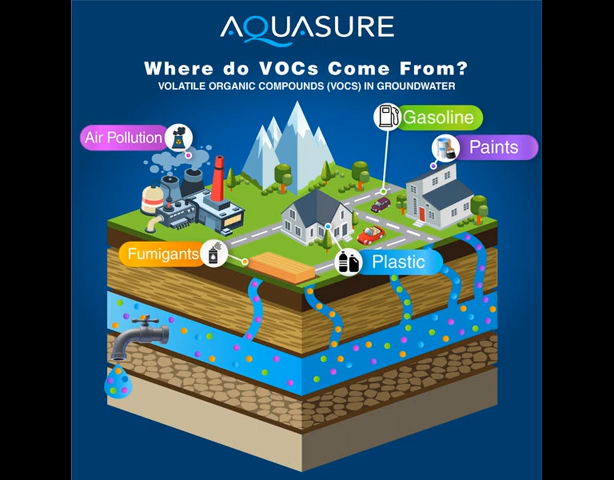 AQUASURE
Where do VOCs Come From?
VOLATILE ORGANIC COMPOUNDS (VOCS) IN GROUNDWATER
Gasoline
Air Pollution
Paints
Fumigants
Plastic